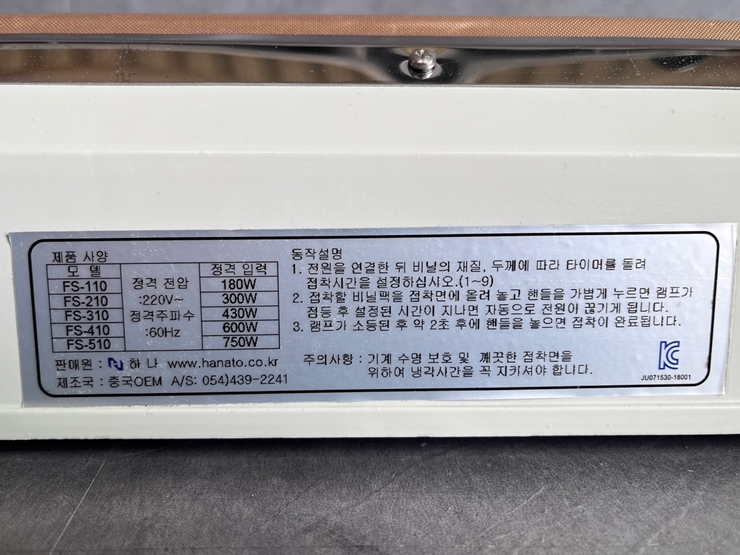 제품 사양
모 델 정격 입력
FS-110 정격 전압 180W
FS-210 :220V~ 300W
FS-310 정격주파수 430W
FS-410 :60Hz 600W
FS-510 750W
판매원 : 하 나 www.hanato.co.kr
제조국 : 중국OEM A/S: 054)439-2241
동작설명
1. 전원을 연결한 뒤 비닐의 재질, 두께에 따라 타이머를 돌려
접착시간을 설정하십시오.(1~9)
2. 접착할 비닐팩을 접착면에 올려 놓고 핸들을 가볍게 누르면 램프가
점등 후 설정된 시간이 지나면 자동으로 전원이 끊기게 됩니다.
3. 램프가 소등된 후 약 2초 후에 핸들을 놓으면 접착이 완료됩니다.
주의사항 : 기계 수명 보호 및 깨끗한 접착면을
위하여 냉각시간을 꼭 지키셔야 합니다.
KC
JU071530-18001